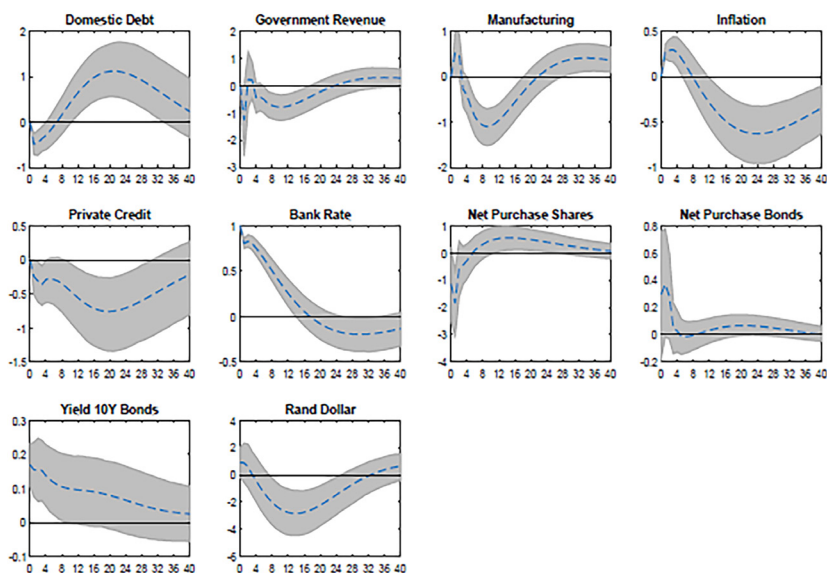 Domestic Debt
2
1
0
-1
0 4 8 12 16 20 24 28 32 36 40
Government Revenue
2
1
0
-1
-2
-3
0 4 8 12 16 20 24 28 32 36 40
Manufacturing
1
0
-1
-2
0 4 8 12 16 20 24 28 32 36 40
Inflation
0.5
0
-0.5
-1
0 4 8 12 16 20 24 28 32 36 40
Private Credit
0.5
0
-0.5
-1
-1.5
0 4 8 12 16 20 24 28 32 36 40
Bank Rate
1
0.5
0
-0.5
0 4 8 12 16 20 24 28 32 36 40
Net Purchase Shares
1
0
-1
-2
-3
-4
0 4 8 12 16 20 24 28 32 36 40
Net Purchase Bonds
0.8
0.6
0.4
0.2
0
-0.2
0 4 8 12 16 20 24 28 32 36 40
Yield 10Y Bonds
0.3
0.2
0.1
0
-0.1
0 4 8 12 16 20 24 28 32 36 40
Rand Dollar
4
2
0
-2
-4
-6
0 4 8 12 16 20 24 28 32 36 40